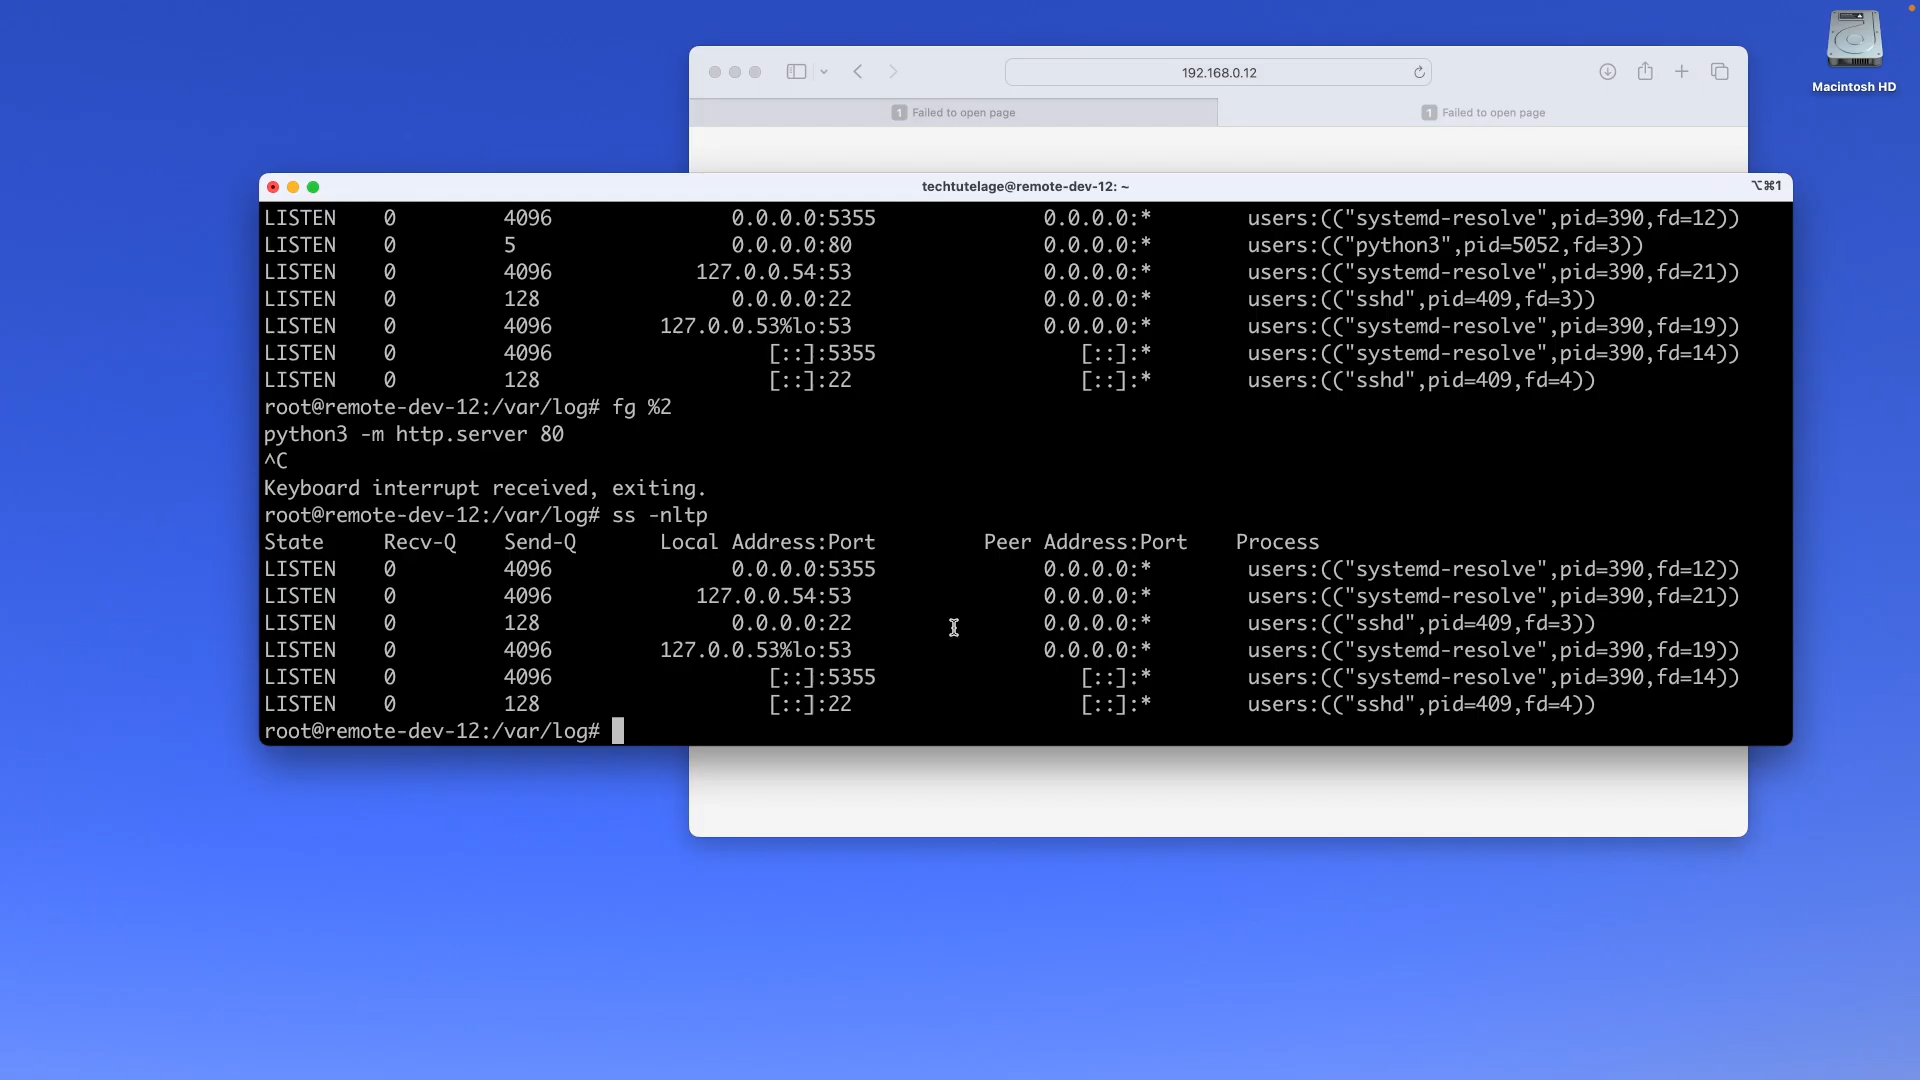 Macintosh HD
192.168.0.12
1 Failed to open page
1 Failed to open page
techtutelage@remote-dev-12: ~
⌥⌘1
LISTEN 0 4096 0.0.0.0:5355 0.0.0.0:* users:(("systemd-resolve",pid=390,fd=12))
LISTEN 0 5 0.0.0.0:80 0.0.0.0:* users:(("python3",pid=5052,fd=3))
LISTEN 0 4096 127.0.0.54:53 0.0.0.0:* users:(("systemd-resolve",pid=390,fd=21))
LISTEN 0 128 0.0.0.0:22 0.0.0.0:* users:(("sshd",pid=409,fd=3))
LISTEN 0 4096 127.0.0.53%lo:53 0.0.0.0:* users:(("systemd-resolve",pid=390,fd=19))
LISTEN 0 4096 [::]:5355 [::]:* users:(("systemd-resolve",pid=390,fd=14))
LISTEN 0 128 [::]:22 [::]:* users:(("sshd",pid=409,fd=4))
root@remote-dev-12:/var/log# fg %2
python3 -m http.server 80
^C
Keyboard interrupt received, exiting.
root@remote-dev-12:/var/log# ss -nltp
State Recv-Q Send-Q Local Address:Port Peer Address:Port Process
LISTEN 0 4096 0.0.0.0:5355 0.0.0.0:* users:(("systemd-resolve",pid=390,fd=12))
LISTEN 0 4096 127.0.0.54:53 0.0.0.0:* users:(("systemd-resolve",pid=390,fd=21))
LISTEN 0 128 0.0.0.0:22 0.0.0.0:* users:(("sshd",pid=409,fd=3))
LISTEN 0 4096 127.0.0.53%lo:53 0.0.0.0:* users:(("systemd-resolve",pid=390,fd=19))
LISTEN 0 4096 [::]:5355 [::]:* users:(("systemd-resolve",pid=390,fd=14))
LISTEN 0 128 [::]:22 [::]:* users:(("sshd",pid=409,fd=4))
root@remote-dev-12:/var/log#